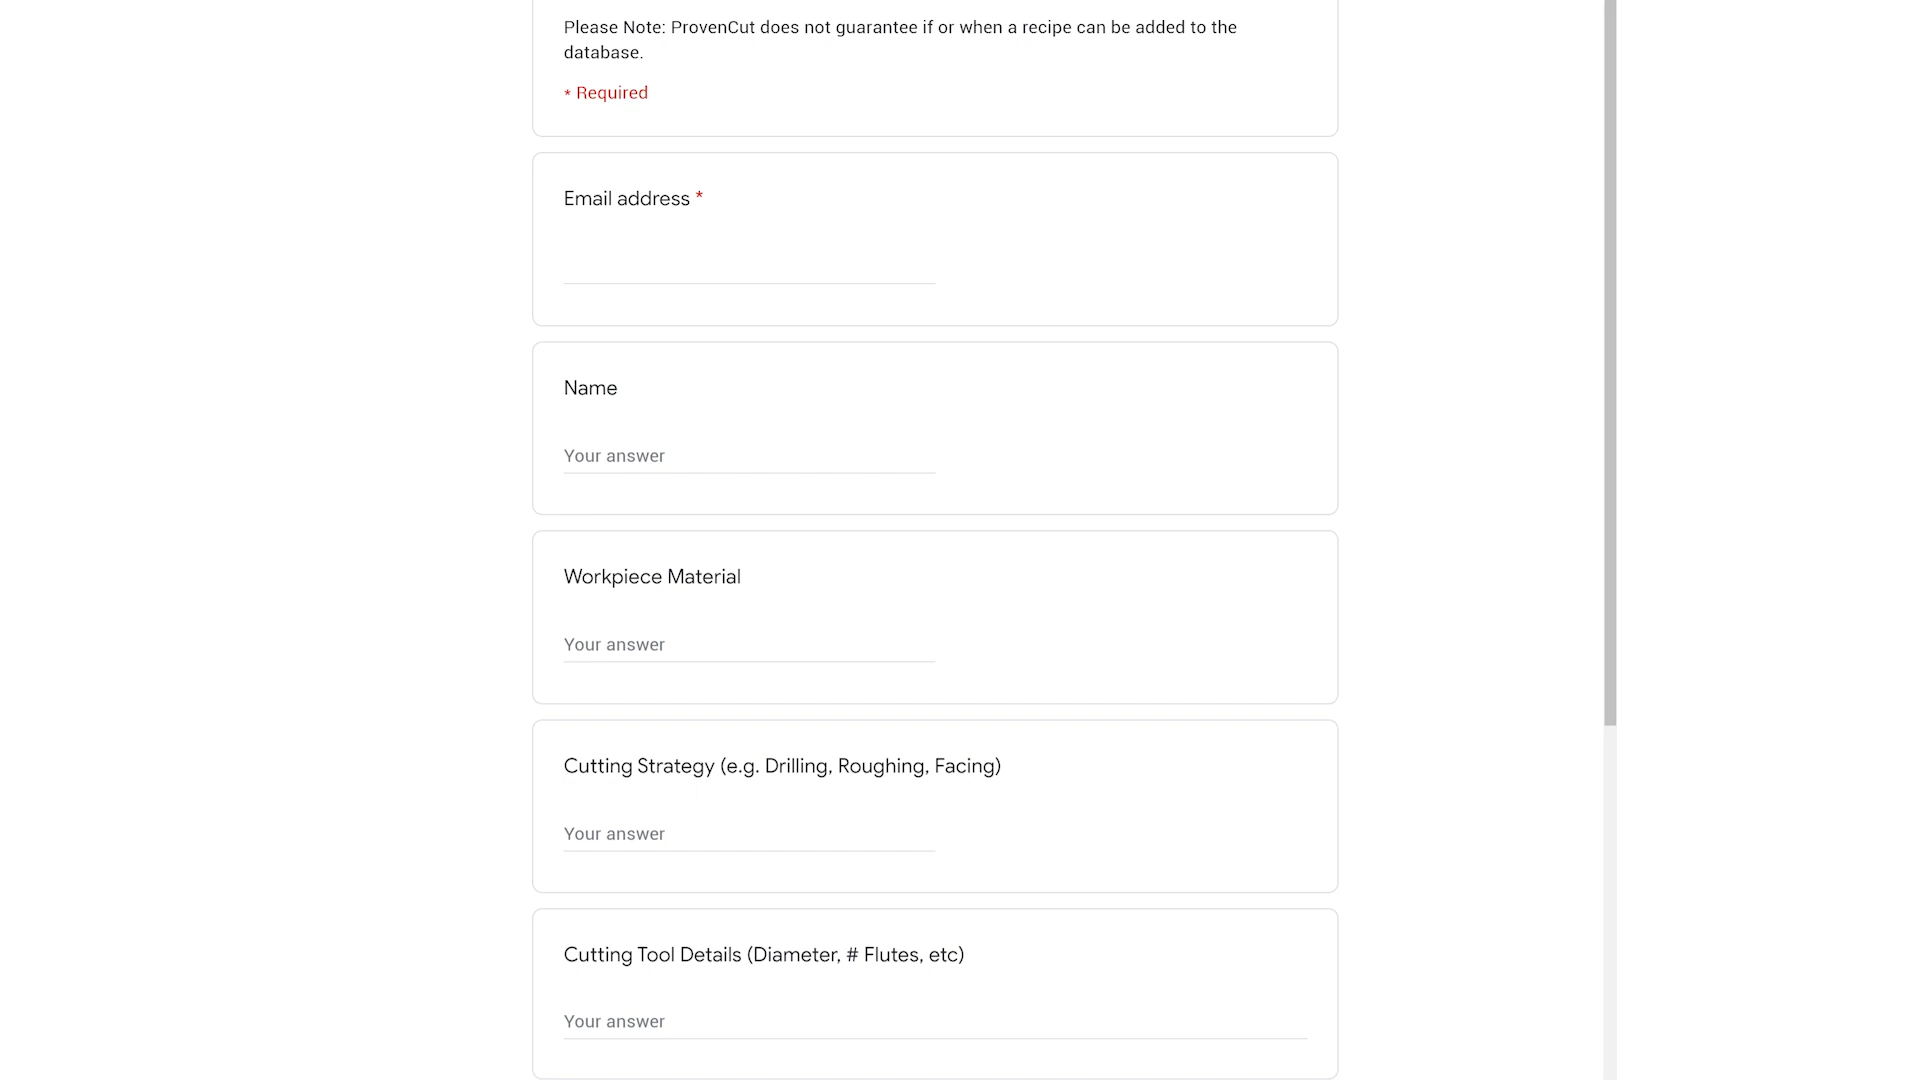 Please Note: ProvenCut does not guarantee if or when a recipe can be added to the
database.
* Required
Email address *
Name
Your answer
Workpiece Material
Your answer
Cutting Strategy (e.g. Drilling, Roughing, Facing)
Your answer
Cutting Tool Details (Diameter, # Flutes, etc)
Your answer